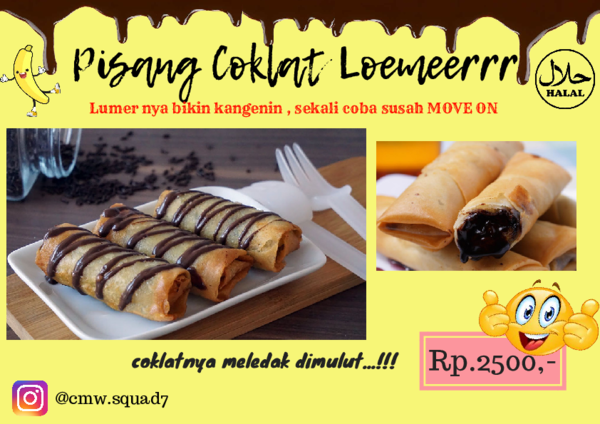 Pisang Coklat Loemeerrr
حلال
HALAL
Lumer nya bikin kangenin , sekali coba susah MOVE ON
coklatnya meledak dimulut...!!!
Rp.2500,-
@cmw.squad7